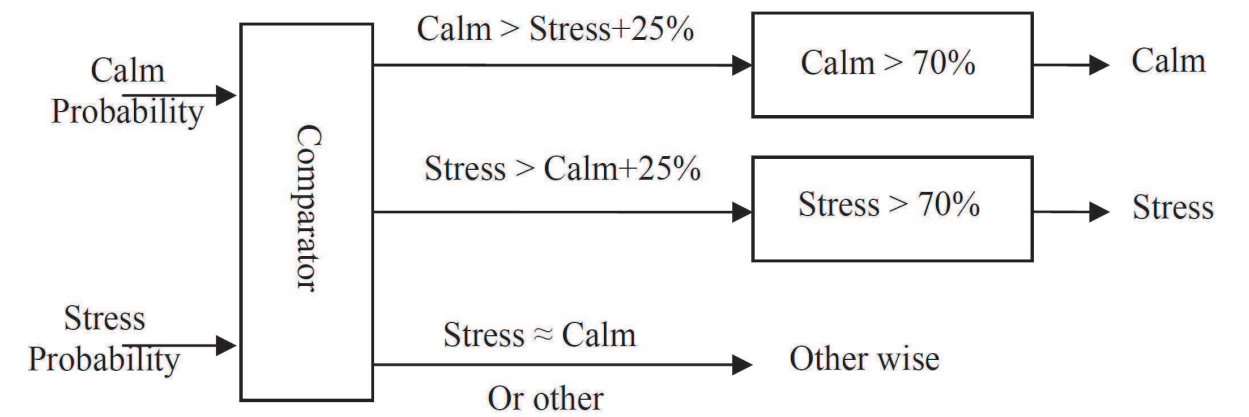 Calm
Probability
Stress
Probability
Comparator
Calm > Stress+25%
Calm > 70%
Calm
Stress > Calm+25%
Stress > 70%
Stress
Stress ≈ Calm
Or other
Other wise